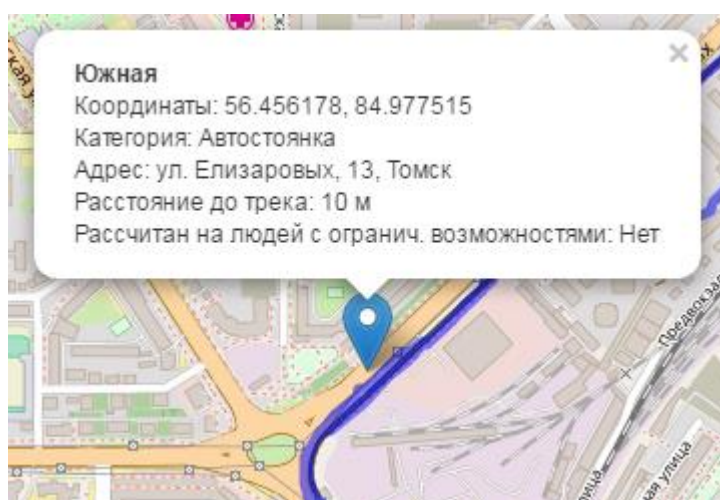 Южная
Координаты: 56.456178, 84.977515
Категория: Автостоянка
Адрес: ул. Елизаровых, 13, Томск
Расстояние до трека: 10 м
Рассчитан на людей с огранич. возможностями: Нет
×
улица